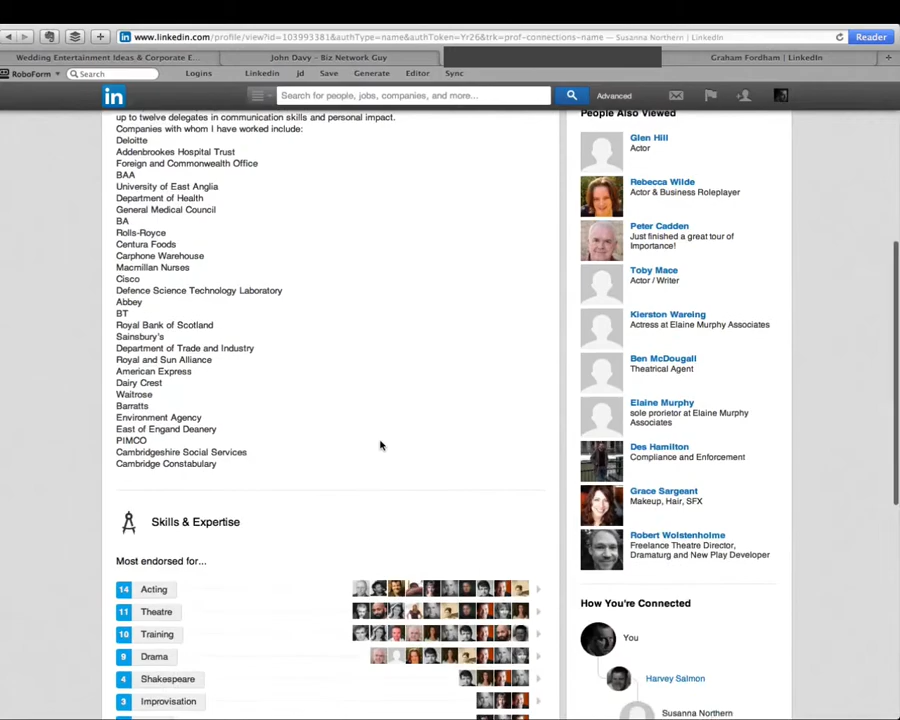 www.linkedin.com/profile/view?id=103993381&authType=name&authToken=Yr26&trk=prof-connections-name — Susanna Northern | LinkedIn
Reader
Wedding Entertainment Ideas & Corporate E...
John Davy – Biz Network Guy
Graham Fordham | LinkedIn
RoboForm
Search
Logins
Linkedin
jd
Save
Generate
Editor
Sync
in
Search for people, jobs, companies, and more...
Advanced
up to twelve delegates in communication skills and personal impact.
Companies with whom I have worked include:
Deloitte
Addenbrookes Hospital Trust
Foreign and Commonwealth Office
BAA
University of East Anglia
Department of Health
General Medical Council
BA
Rolls-Royce
Centura Foods
Carphone Warehouse
Macmillan Nurses
Cisco
Defence Science Technology Laboratory
Abbey
BT
Royal Bank of Scotland
Sainsbury's
Department of Trade and Industry
Royal and Sun Alliance
American Express
Dairy Crest
Waitrose
Barratts
Environment Agency
East of Engand Deanery
PIMCO
Cambridgeshire Social Services
Cambridge Constabulary
Skills & Expertise
Most endorsed for...
14 Acting
11 Theatre
10 Training
9 Drama
4 Shakespeare
3 Improvisation
People Also Viewed
Glen Hill
Actor
Rebecca Wilde
Actor & Business Roleplayer
Peter Cadden
Just finished a great tour of
Importance!
Toby Mace
Actor / Writer
Kierston Wareing
Actress at Elaine Murphy Associates
Ben McDougall
Theatrical Agent
Elaine Murphy
sole prorietor at Elaine Murphy
Associates
Des Hamilton
Compliance and Enforcement
Grace Sargeant
Makeup, Hair, SFX
Robert Wolstenholme
Freelance Theatre Director,
Dramaturg and New Play Developer
How You're Connected
You
Harvey Salmon
Susanna Northern